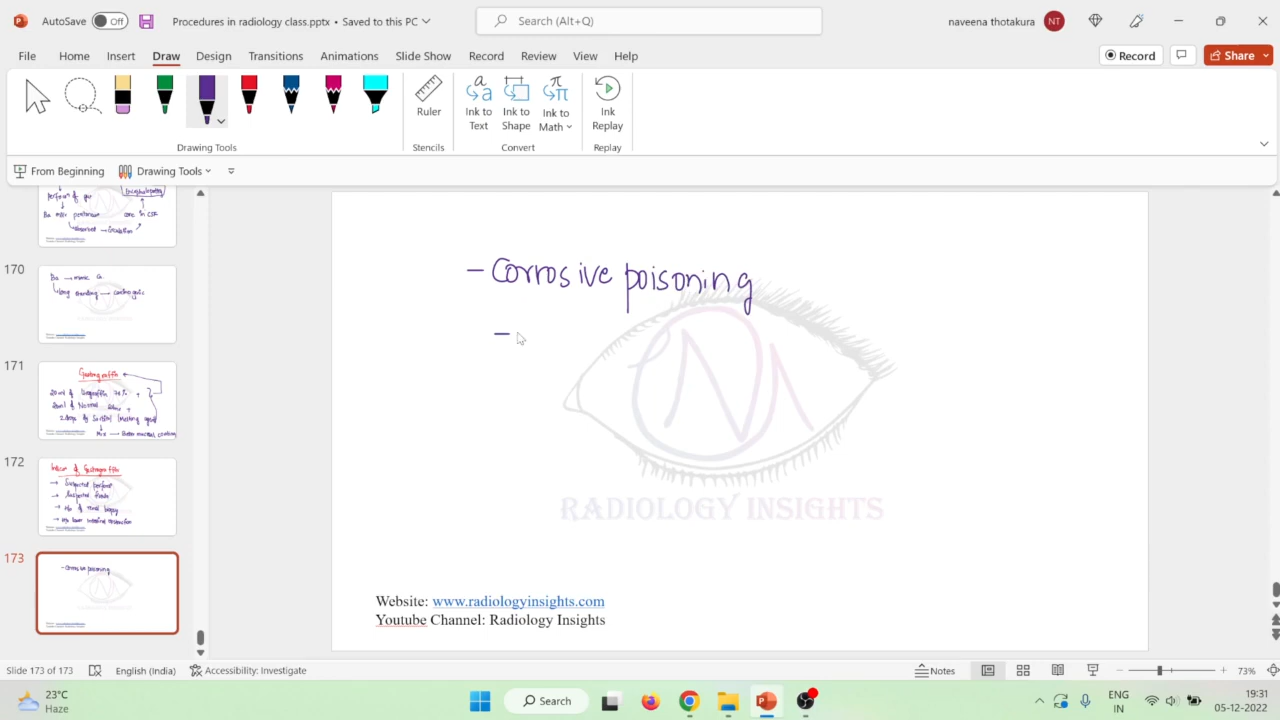 AutoSave Off Procedures in radiology class.pptx • Saved to this PC Search (Alt+Q) naveena thotakura NT
File Home Insert Draw Design Transitions Animations Slide Show Record Review View Help Record Share
Ruler Ink to Text Ink to Shape Ink to Math Ink Replay
Drawing Tools Stencils Convert Replay
From Beginning Drawing Tools
170
171
Gastrograffin
172
→ Suspected
173
- Corrosive poisoning
- Corrosive poisoning
-
RADIOLOGY INSIGHTS
Website: www.radiologyinsights.com
Youtube Channel: Radiology Insights
Slide 173 of 173 English (India) Accessibility: Investigate Notes 73%
23°C
Haze
Search
ENG
IN
19:31
05-12-2022